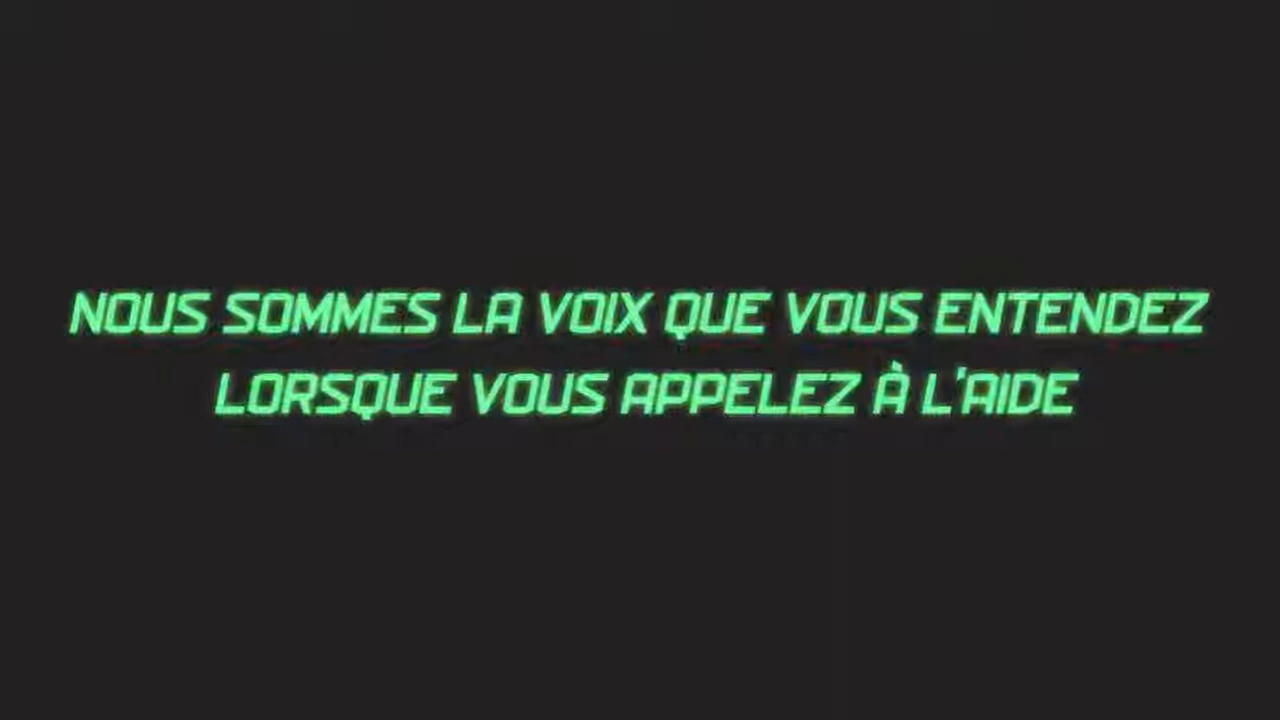 NOUS SOMMES LA VOIX QUE VOUS ENTENDEZ
LORSQUE VOUS APPELEZ À L'AIDE